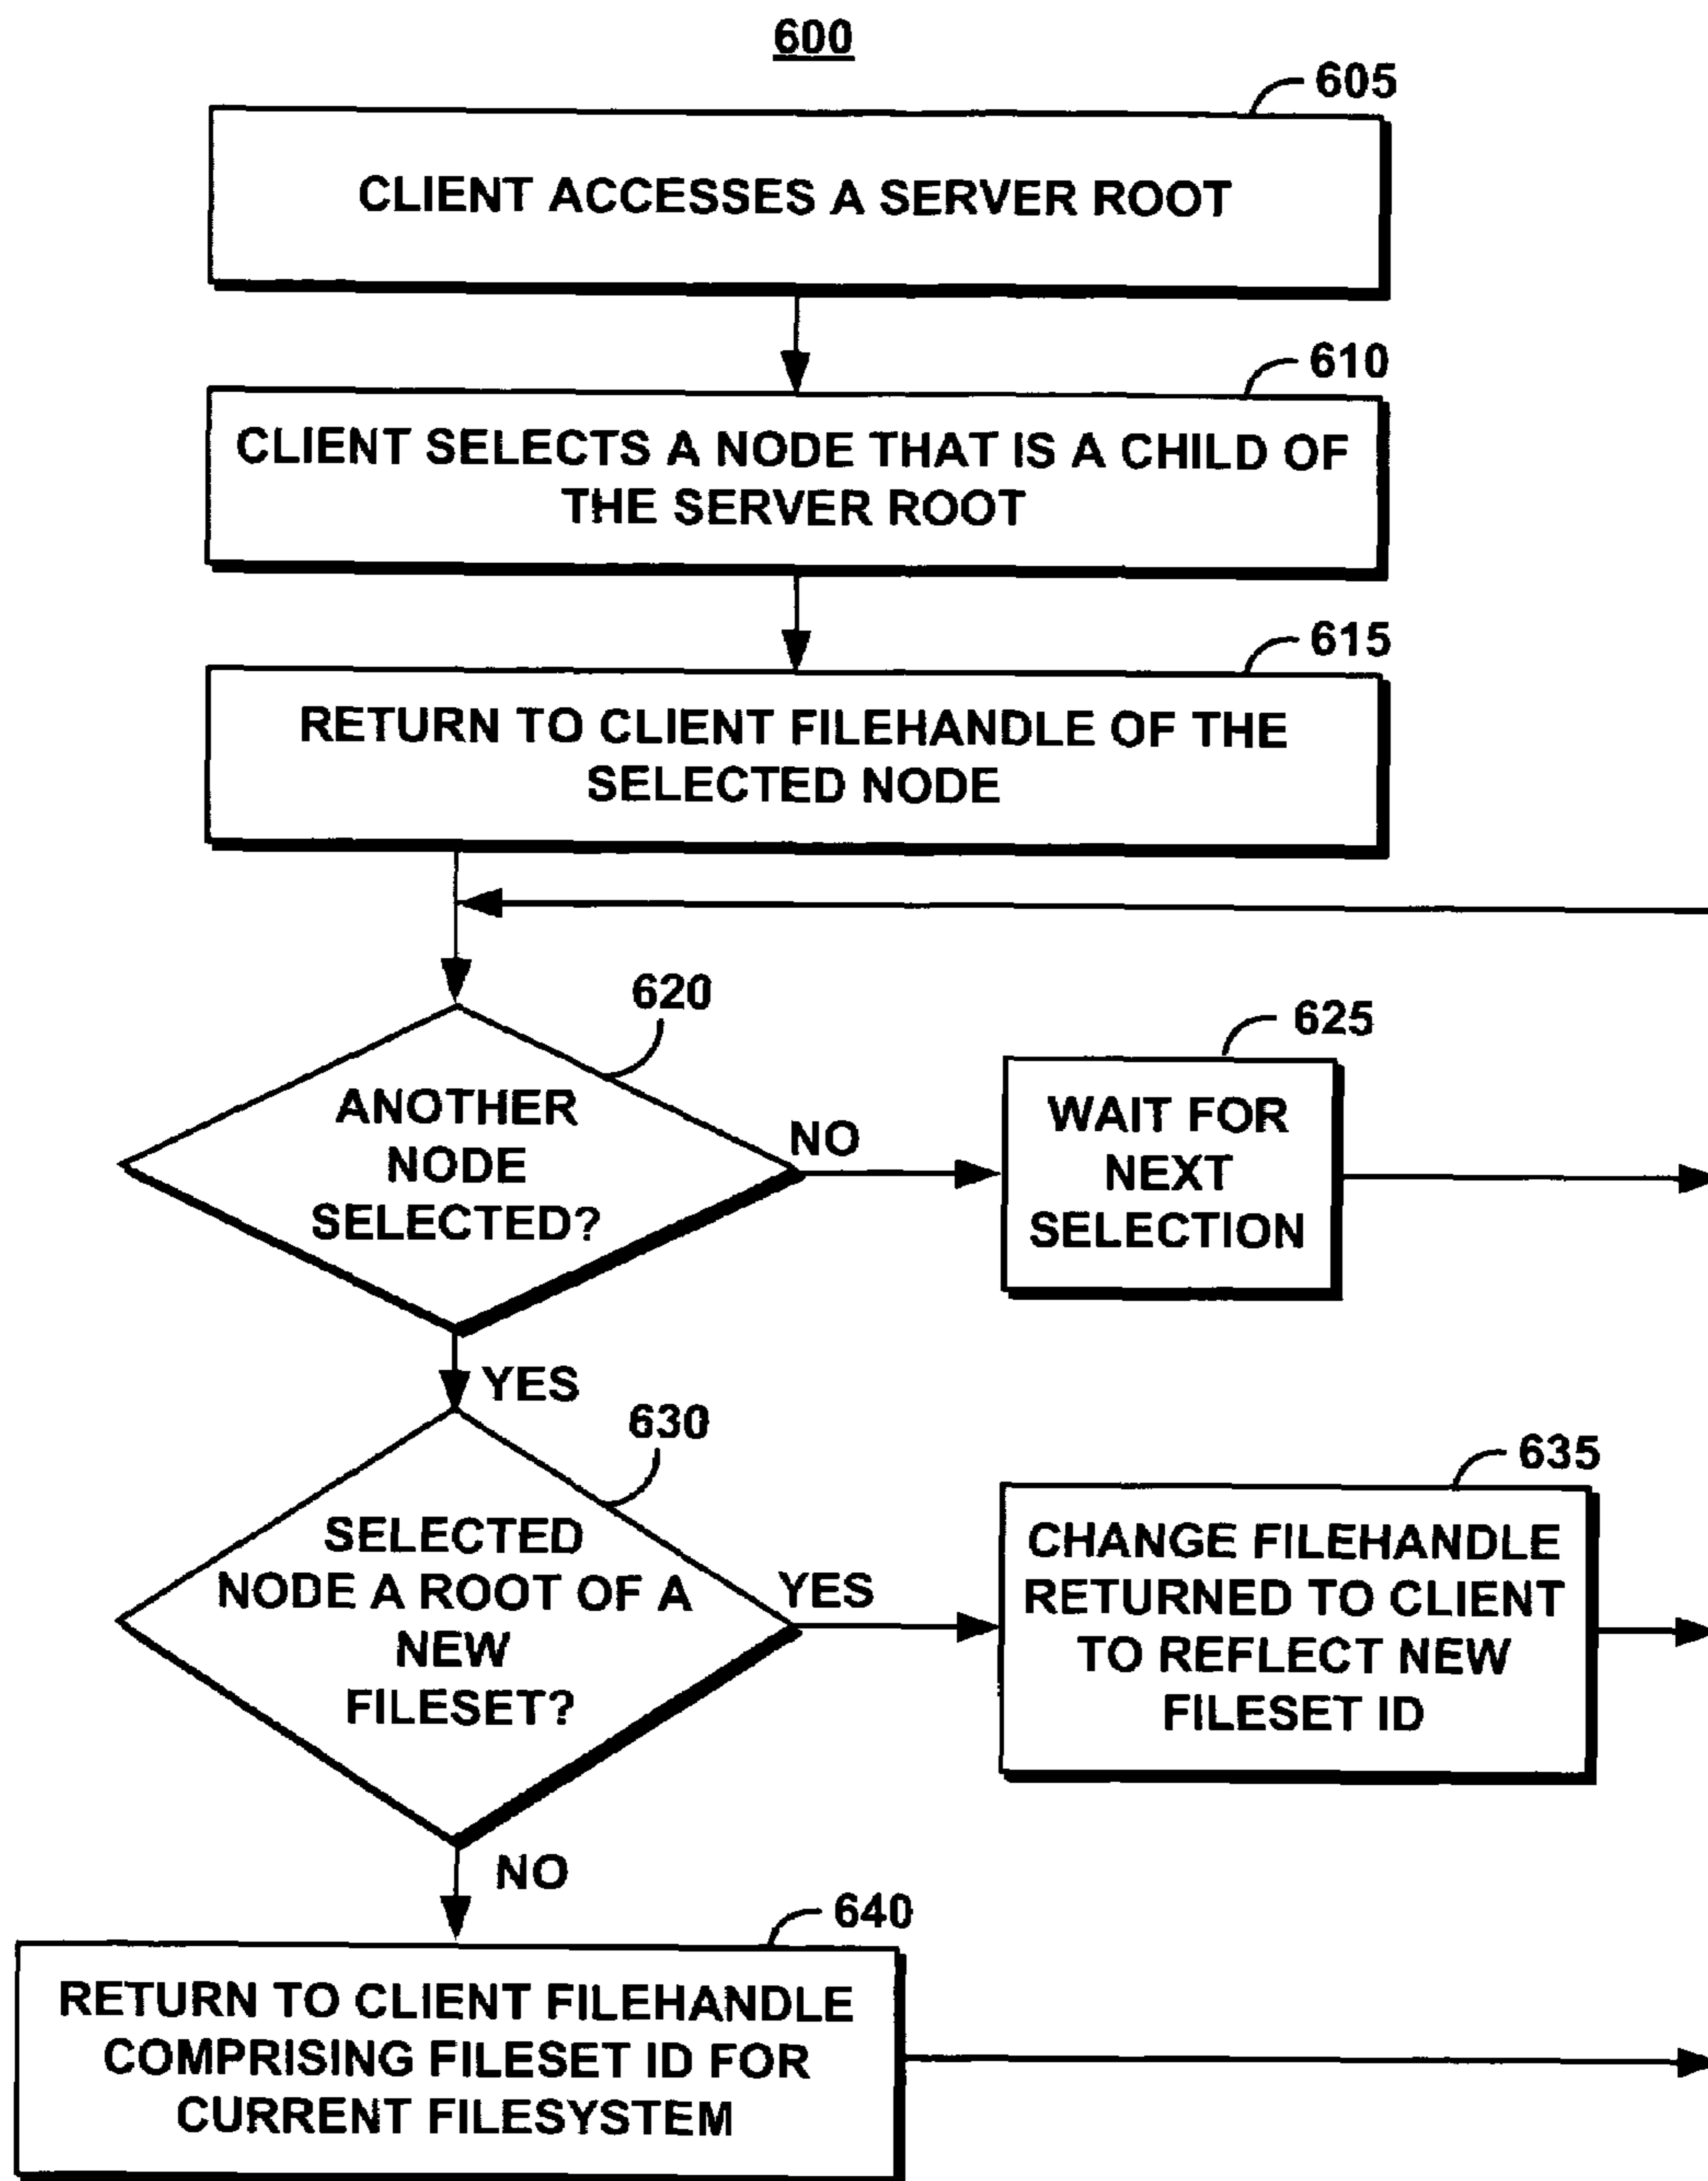 600
605
CLIENT ACCESSES A SERVER ROOT
610
CLIENT SELECTS A NODE THAT IS A CHILD OF
THE SERVER ROOT
615
RETURN TO CLIENT FILEHANDLE OF THE
SELECTED NODE
620
ANOTHER
NODE
SELECTED?
NO
625
WAIT FOR
NEXT
SELECTION
YES
630
SELECTED
NODE A ROOT OF A
NEW
FILESET?
YES
635
CHANGE FILEHANDLE
RETURNED TO CLIENT
TO REFLECT NEW
FILESET ID
NO
640
RETURN TO CLIENT FILEHANDLE
COMPRISING FILESET ID FOR
CURRENT FILESYSTEM